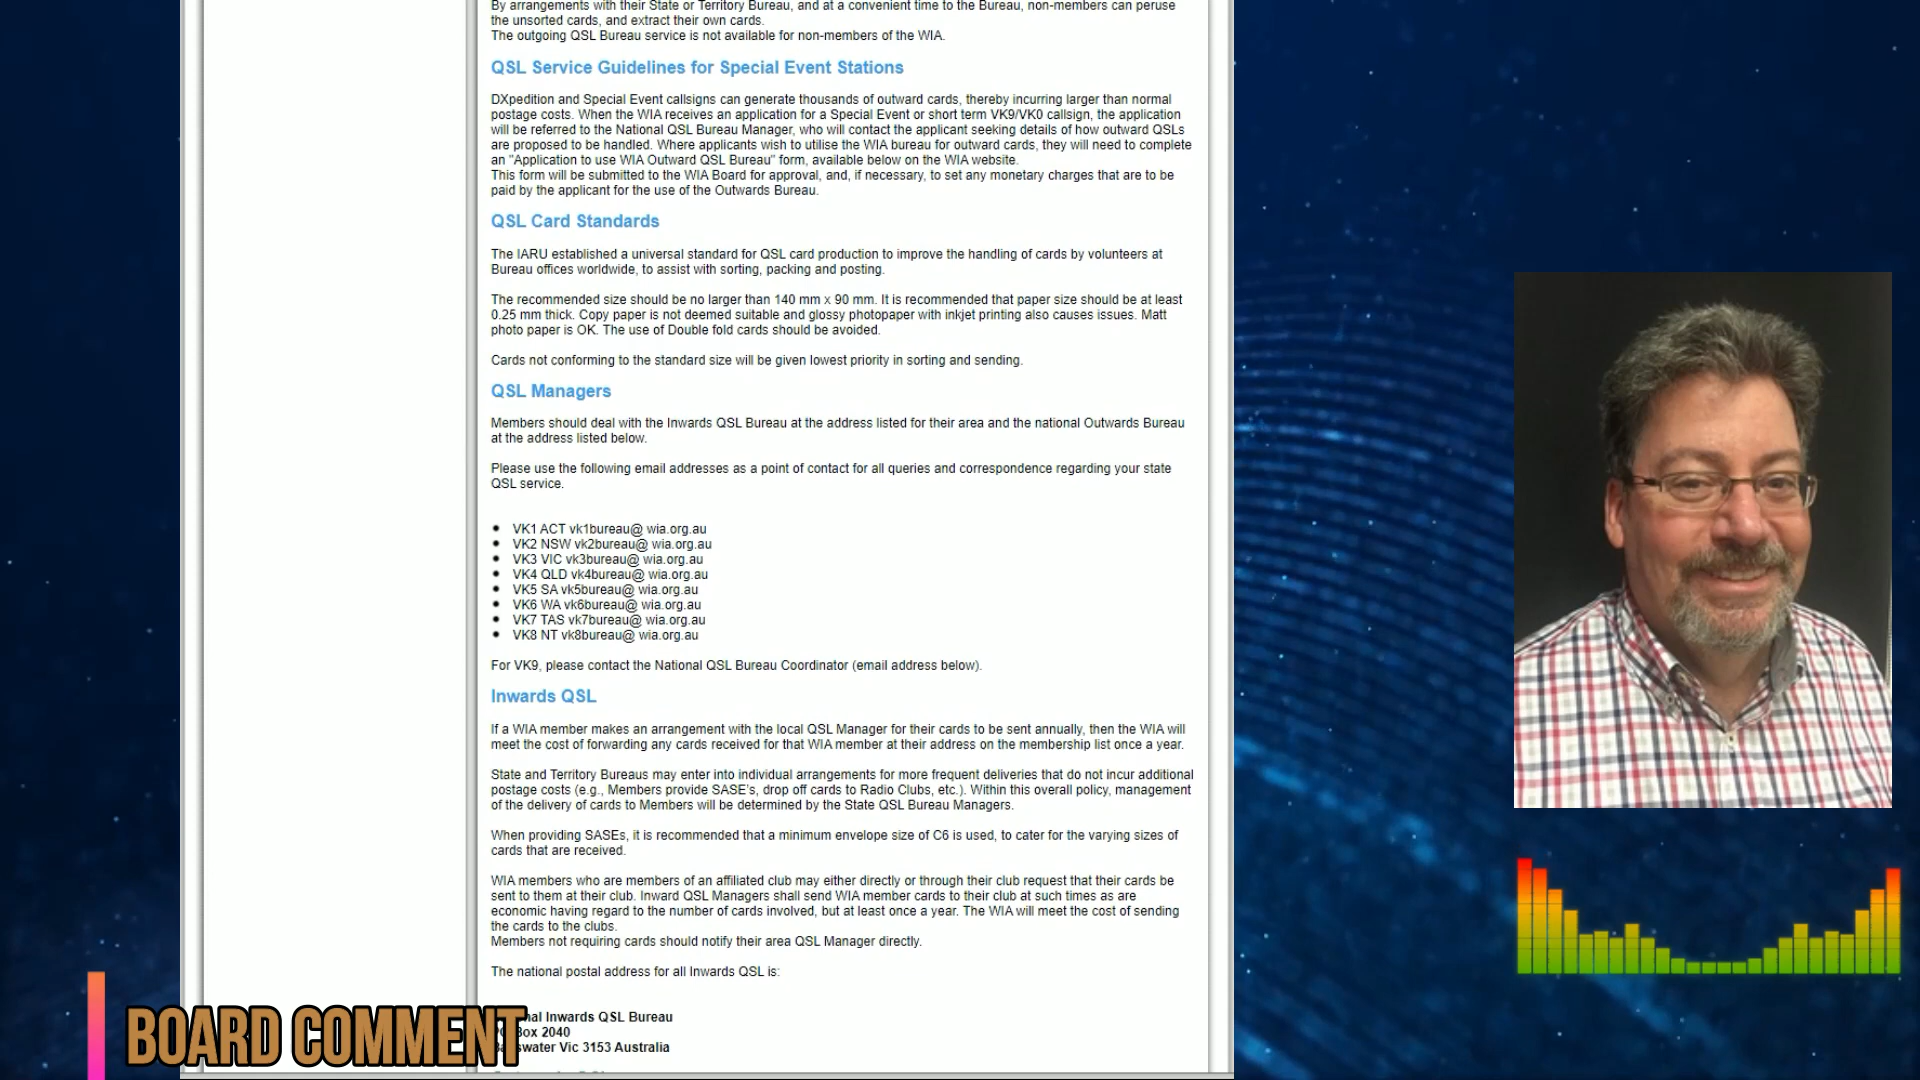 By arrangements with their State or Territory Bureau, and at a convenient time to the Bureau, non-members can peruse
the unsorted cards, and extract their own cards.
The outgoing QSL Bureau service is not available for non-members of the WIA.
QSL Service Guidelines for Special Event Stations
DXpedition and Special Event callsigns can generate thousands of outward cards, thereby incurring larger than normal
postage costs. When the WIA receives an application for a Special Event or short term VK9/VK0 callsign, the application
will be referred to the National QSL Bureau Manager, who will contact the applicant seeking details of how outward QSLs
are proposed to be handled. Where applicants wish to utilise the WIA bureau for outward cards, they will need to complete
an "Application to use WIA Outward QSL Bureau" form, available below on the WIA website.
This form will be submitted to the WIA Board for approval, and, if necessary, to set any monetary charges that are to be
paid by the applicant for the use of the Outwards Bureau.
QSL Card Standards
The IARU established a universal standard for QSL card production to improve the handling of cards by volunteers at
Bureau offices worldwide, to assist with sorting, packing and posting.
The recommended size should be no larger than 140 mm x 90 mm. It is recommended that paper size should be at least
0.25 mm thick. Copy paper is not deemed suitable and glossy photopaper with inkjet printing also causes issues. Matt
photo paper is OK. The use of Double fold cards should be avoided.
Cards not conforming to the standard size will be given lowest priority in sorting and sending.
QSL Managers
Members should deal with the Inwards QSL Bureau at the address listed for their area and the national Outwards Bureau
at the address listed below.
Please use the following email addresses as a point of contact for all queries and correspondence regarding your state
QSL service.
• VK1 ACT vk1bureau@ wia.org.au
• VK2 NSW vk2bureau@ wia.org.au
• VK3 VIC vk3bureau@ wia.org.au
• VK4 QLD vk4bureau@ wia.org.au
• VK5 SA vk5bureau@ wia.org.au
• VK6 WA vk6bureau@ wia.org.au
• VK7 TAS vk7bureau@ wia.org.au
• VK8 NT vk8bureau@ wia.org.au
For VK9, please contact the National QSL Bureau Coordinator (email address below).
Inwards QSL
If a WIA member makes an arrangement with the local QSL Manager for their cards to be sent annually, then the WIA will
meet the cost of forwarding any cards received for that WIA member at their address on the membership list once a year.
State and Territory Bureaus may enter into individual arrangements for more frequent deliveries that do not incur additional
postage costs (e.g., Members provide SASE's, drop off cards to Radio Clubs, etc.). Within this overall policy, management
of the delivery of cards to Members will be determined by the State QSL Bureau Managers.
When providing SASEs, it is recommended that a minimum envelope size of C6 is used, to cater for the varying sizes of
cards that are received.
WIA members who are members of an affiliated club may either directly or through their club request that their cards be
sent to them at their club. Inward QSL Managers shall send WIA member cards to their club at such times as are
economic having regard to the number of cards involved, but at least once a year. The WIA will meet the cost of sending
the cards to the clubs.
Members not requiring cards should notify their area QSL Manager directly.
The national postal address for all Inwards QSL is:
nal Inwards QSL Bureau
Box 2040
swater Vic 3153 Australia
BOARD COMMENT